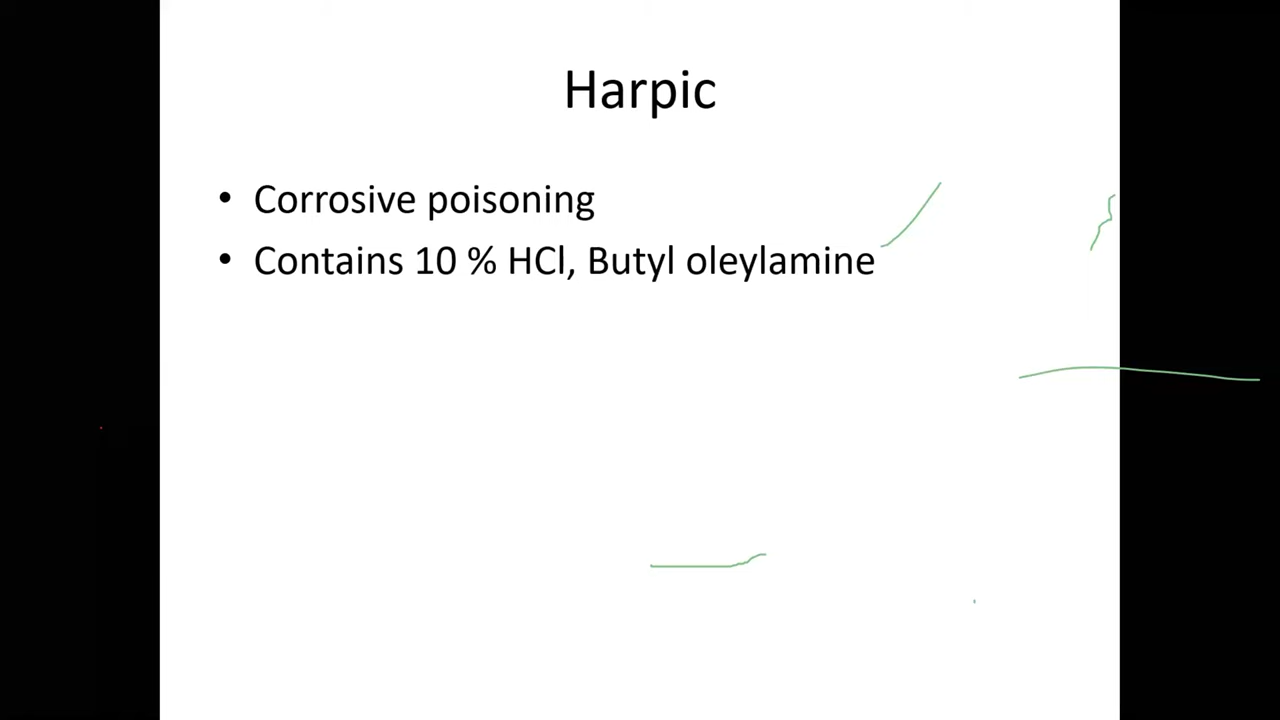 Harpic
• Corrosive poisoning
• Contains 10 % HCl, Butyl oleylamine